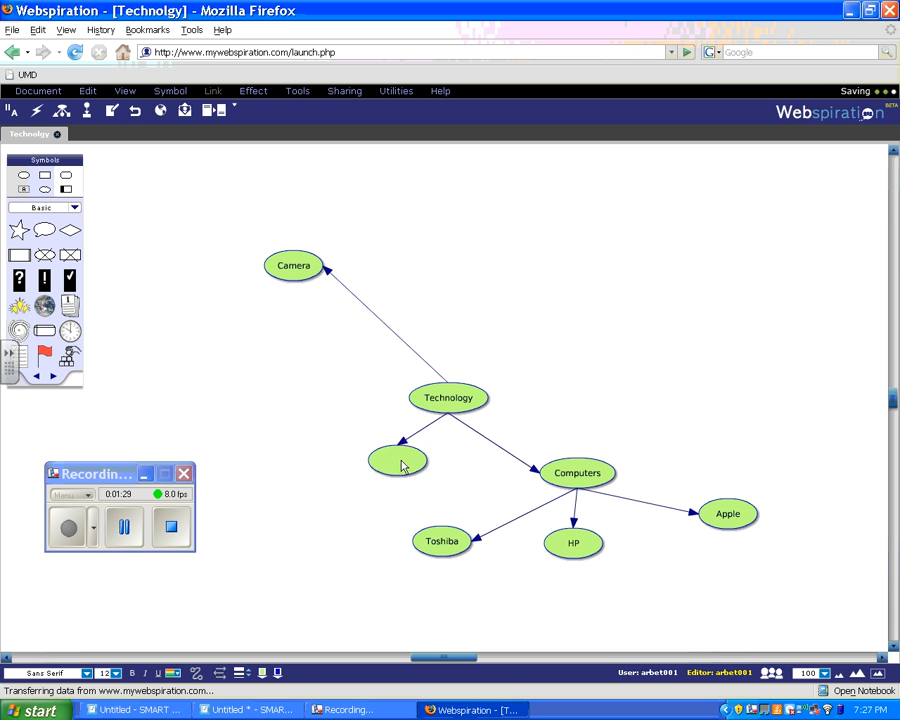 Webspiration - [Technolgy] - Mozilla Firefox
File Edit View History Bookmarks Tools Help
http://www.mywebspiration.com/launch.php
G Google
UMD
Document Edit View Symbol Link Effect Tools Sharing Utilities Help Saving
Webspiration BETA
Technolgy
Symbols
A
Basic
? !
Camera
Technology
Computers
Apple
Toshiba
HP
Recordin...
Menu 0:01:29 8.0 fps
Sans Serif 12 B I U User: arbet001 Editor: arbet001 100
Transferring data from www.mywebspiration.com... Open Notebook
start Untitled - SMART ... Untitled * - SMAR... Recording... Webspiration - [T... 7:27 PM